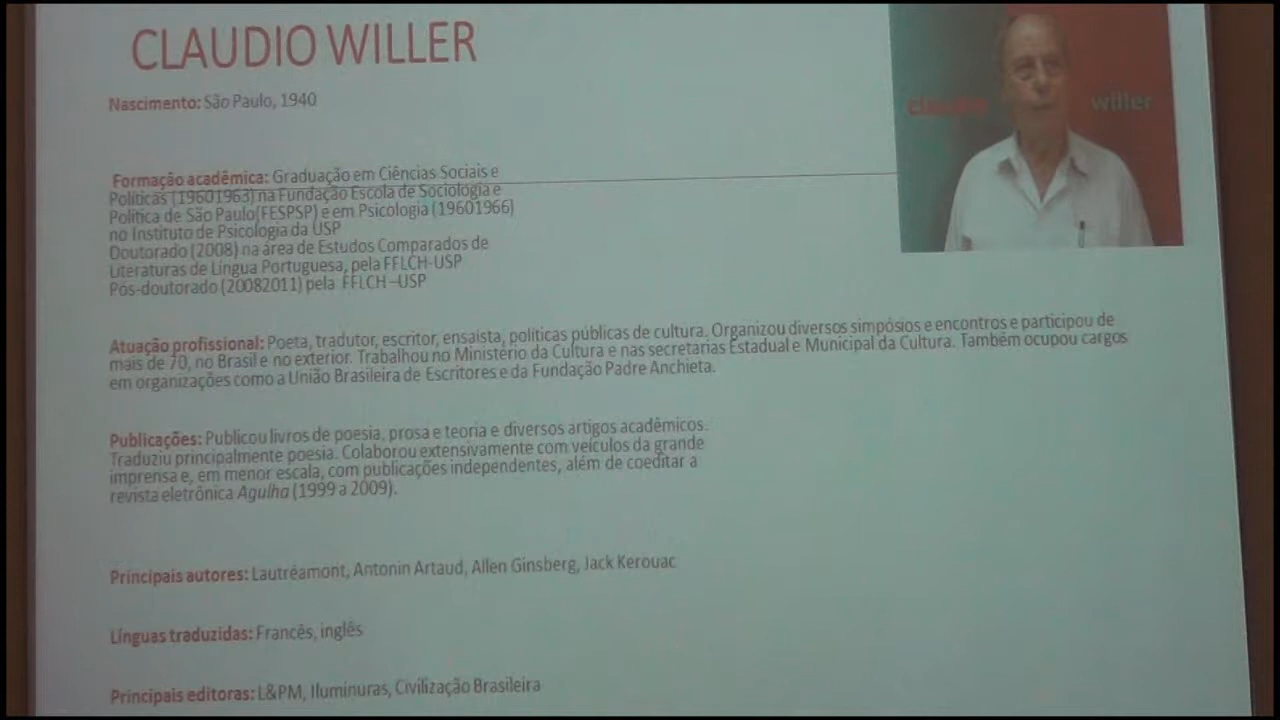 CLAUDIO WILLER
claudio willer
Nascimento: São Paulo, 1940
Formação acadêmica: Graduação em Ciências Sociais e
Políticas (19601963) na Fundação Escola de Sociologia e
Política de São Paulo(FESPSP) e em Psicologia (19601966)
no Instituto de Psicologia da USP
Doutorado (2008) na área de Estudos Comparados de
Literaturas de Língua Portuguesa, pela FFLCH-USP
Pós-doutorado (20082011) pela FFLCH –USP
Atuação profissional: Poeta, tradutor, escritor, ensaísta, políticas públicas de cultura. Organizou diversos simpósios e encontros e participou de
mais de 70, no Brasil e no exterior. Trabalhou no Ministério da Cultura e nas secretarias Estadual e Municipal da Cultura. Também ocupou cargos
em organizações como a União Brasileira de Escritores e da Fundação Padre Anchieta.
Publicações: Publicou livros de poesia, prosa e teoria e diversos artigos acadêmicos.
Traduziu principalmente poesia. Colaborou extensivamente com veículos da grande
imprensa e, em menor escala, com publicações independentes, além de coeditar a
revista eletrônica Agulha (1999 a 2009).
Principais autores: Lautréamont, Antonin Artaud, Allen Ginsberg, Jack Kerouac
Línguas traduzidas: Francês, inglês
Principais editoras: L&PM, Iluminuras, Civilização Brasileira